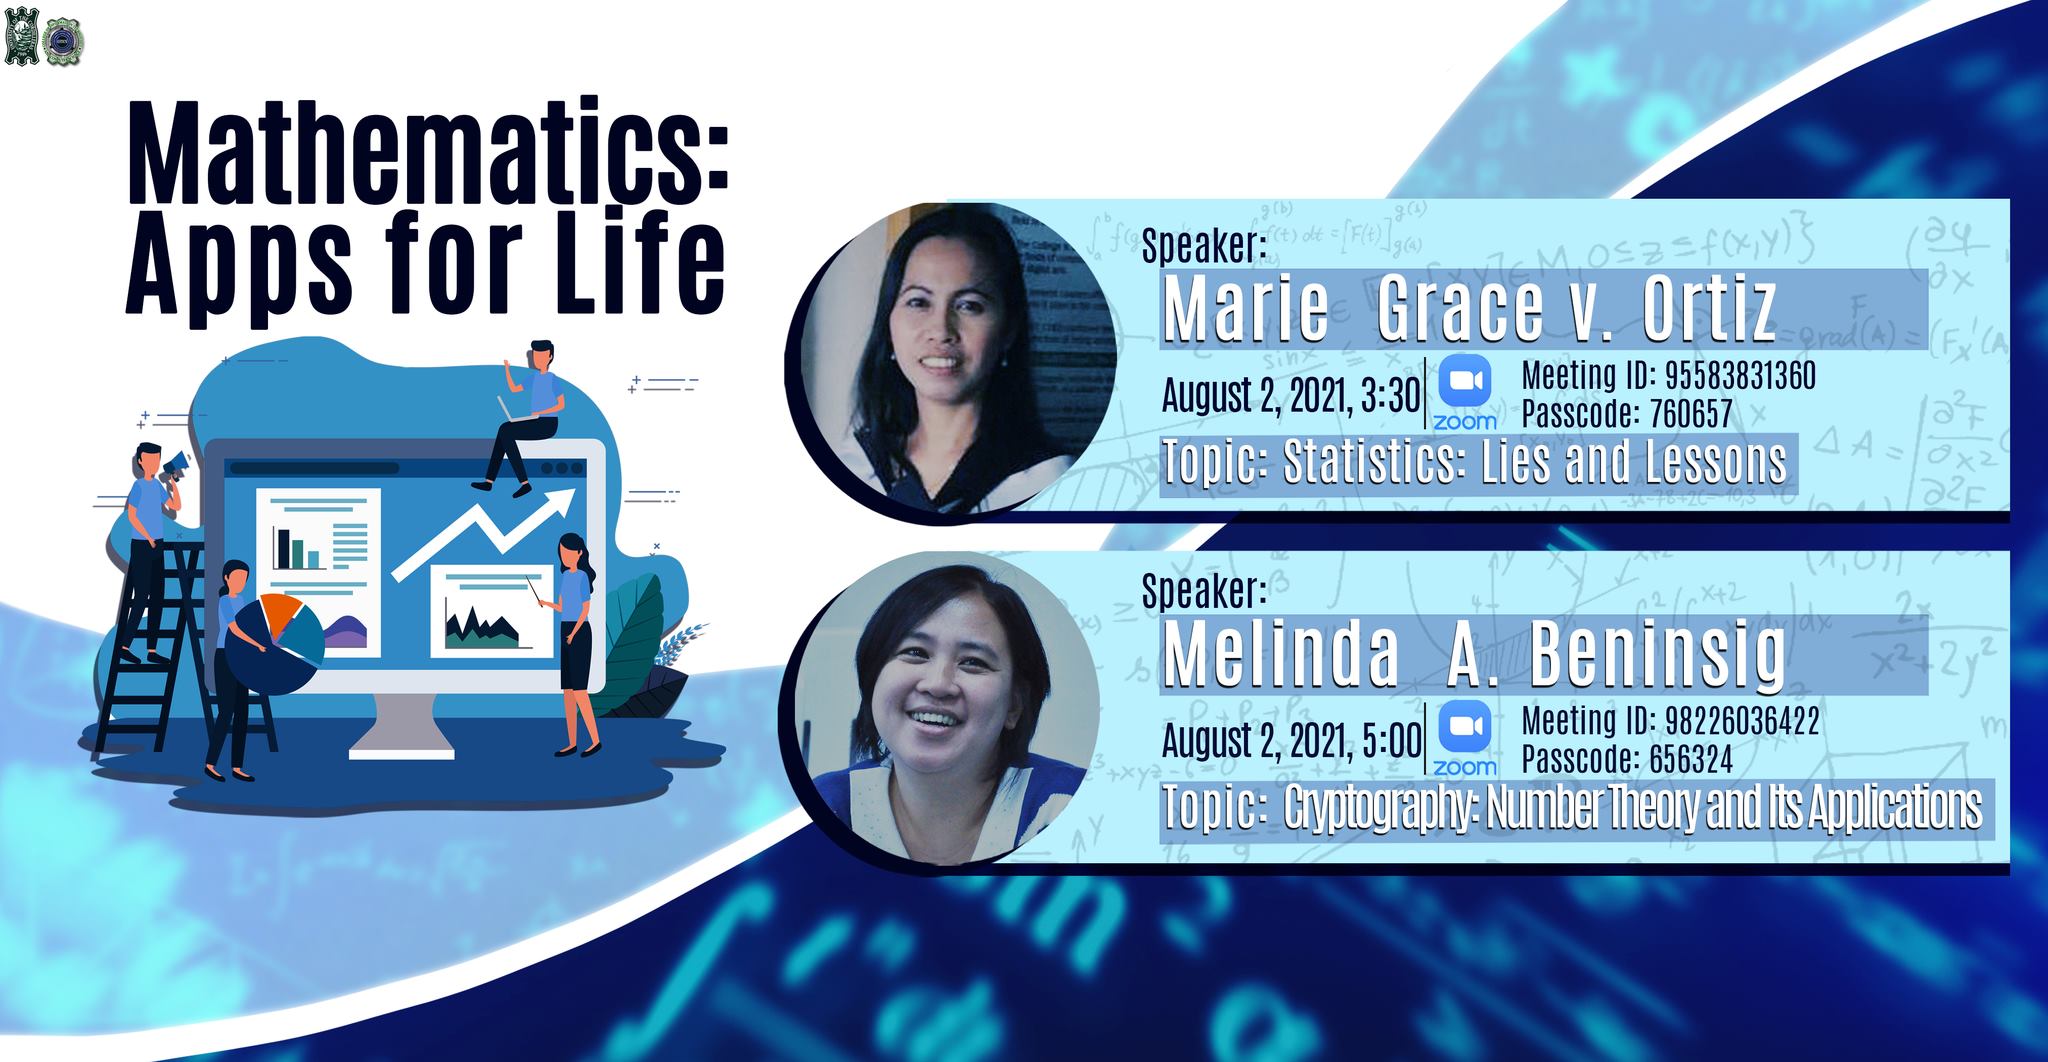 Mathematics:
Apps for Life
Speaker:
Marie Grace v. Ortiz
August 2, 2021, 3:30
zoom
Meeting ID: 95583831360
Passcode: 760657
Topic: Statistics: Lies and Lessons
Speaker:
Melinda A. Beninsig
August 2, 2021, 5:00
zoom
Meeting ID: 98226036422
Passcode: 656324
Topic: Cryptography: Number Theory and Its Applications